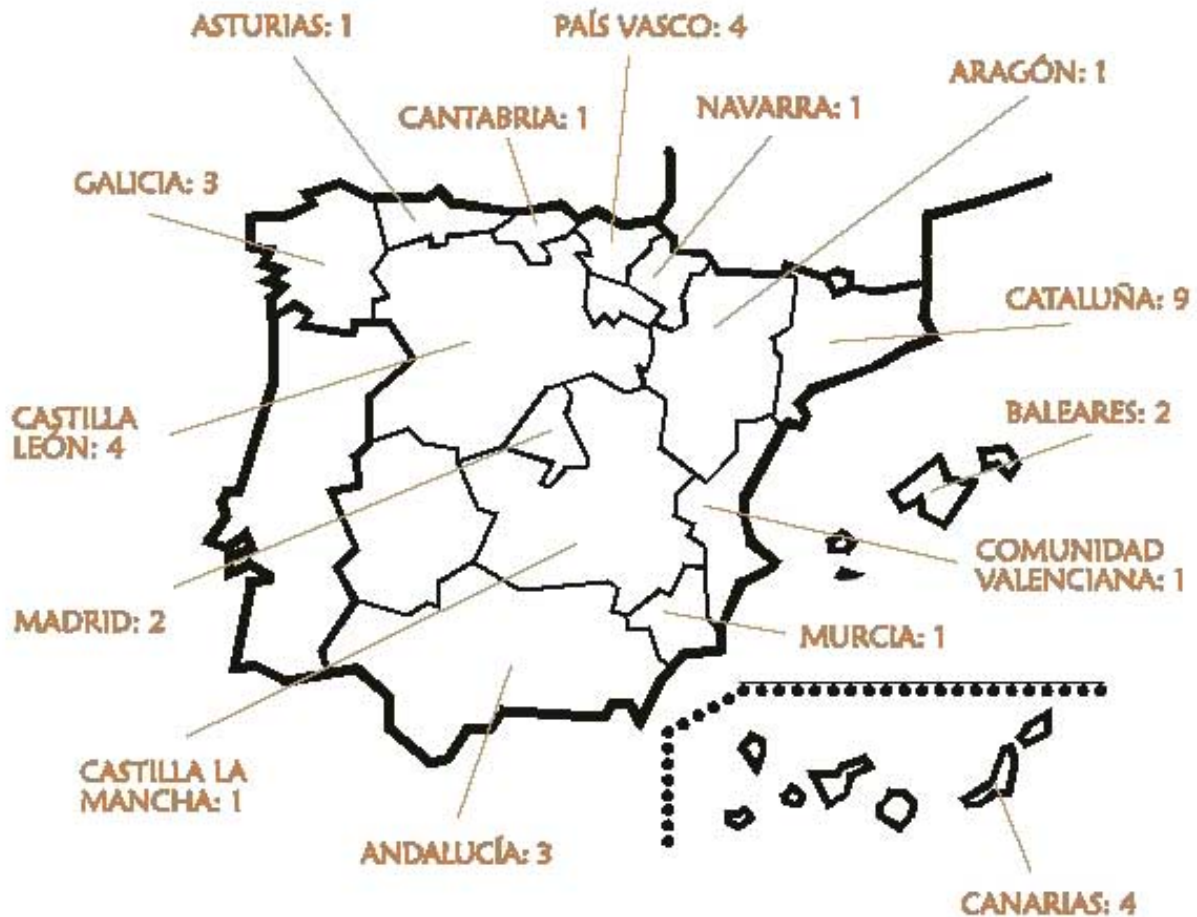 ASTURIAS: 1
PAÍS VASCO: 4
ARAGÓN: 1
CANTABRIA: 1
NAVARRA: 1
GALICIA: 3
CATALUÑA: 9
CASTILLA
LEÓN: 4
BALEARES: 2
COMUNIDAD
VALENCIANA: 1
MADRID: 2
MURCIA: 1
CASTILLA LA
MANCHA: 1
ANDALUCÍA: 3
CANARIAS: 4